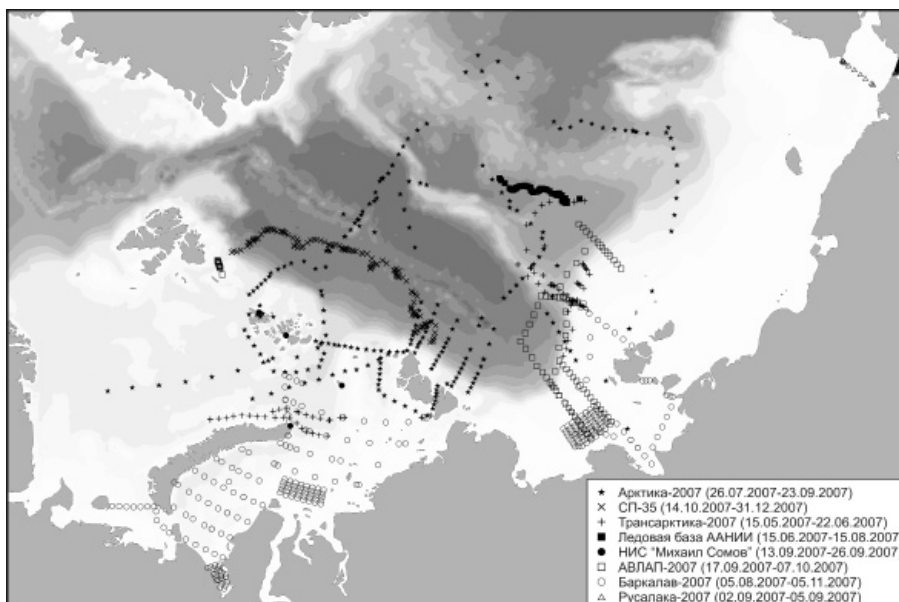 Арктика-2007 (26.07.2007-23.09.2007)
СП-35 (14.10.2007-31.12.2007)
Трансарктика-2007 (15.05.2007-22.06.2007)
Ледовая база ААНИИ (15.06.2007-15.08.2007)
НИС "Михаил Сомов" (13.09.2007-26.09.2007)
АВЛАП-2007 (17.09.2007-07.10.2007)
Баркалав-2007 (05.08.2007-05.11.2007)
Русалака-2007 (02.09.2007-05.09.2007)